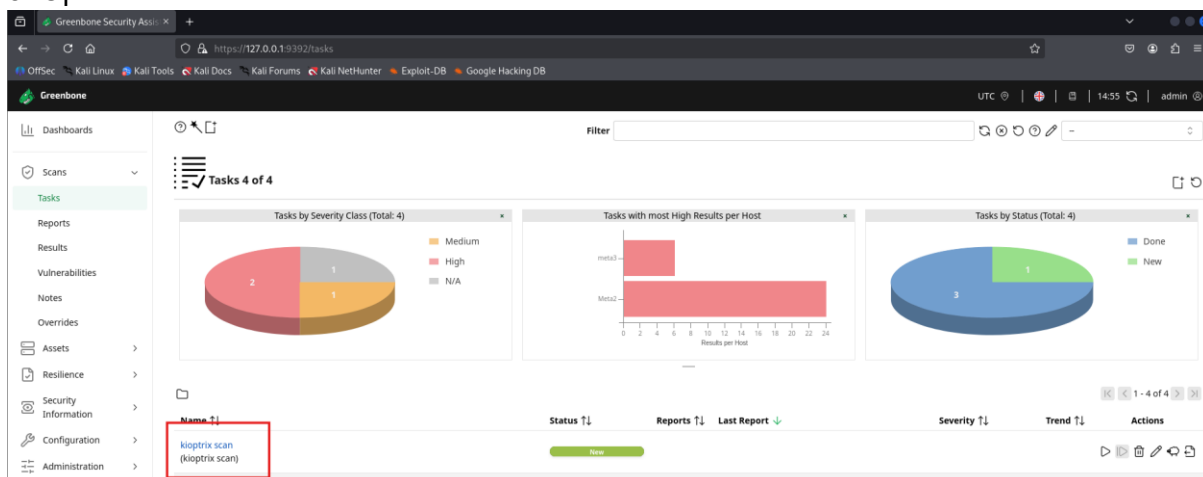 Greenbone Security Assis
https://127.0.0.1:9392/tasks
OffSec Kali Linux Kali Tools Kali Docs Kali Forums Kali NetHunter Exploit-DB Google Hacking DB
Greenbone
UTC 14:55 admin
Dashboards
Filter
--
Scans
Tasks 4 of 4
Tasks
Reports
Results
Vulnerabilities
Notes
Overrides
Assets
Resilience
Security
Information
Configuration
Administration
Tasks by Severity Class (Total: 4)
Medium
High
N/A
2
1
1
Tasks with most High Results per Host
meta3
Meta2
0 2 4 6 8 10 12 14 16 18 20 22 24
Results per Host
Tasks by Status (Total: 4)
Done
New
1
3
1 - 4 of 4
Name Status Reports Last Report Severity Trend Actions
kioptrix scan
(kioptrix scan)
New